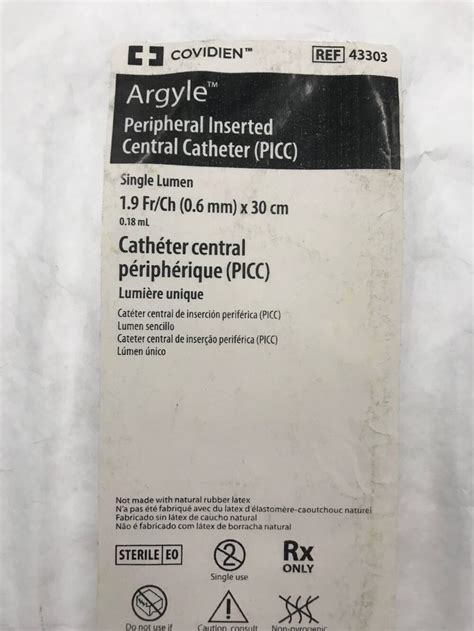 COVIDIEN™
REF 43303
Argyle™
Peripheral Inserted
Central Catheter (PICC)
Single Lumen
1.9 Fr/Ch (0.6 mm) x 30 cm
0.18 mL
Cathéter central
périphérique (PICC)
Lumière unique
Catéter central de inserción periférica (PICC)
Lumen sencillo
Cateter central de inserção periférica (PICC)
Lúmen único
Not made with natural rubber latex
N'a pas été fabriqué avec du latex d'élastomère-caoutchouc naturel
Fabricado sin látex de caucho natural
Não é fabricado com látex de borracha natural
STERILE EO
2
Single use
Rx
ONLY
Do not use if
Caution, consult
Non-pyrogenic